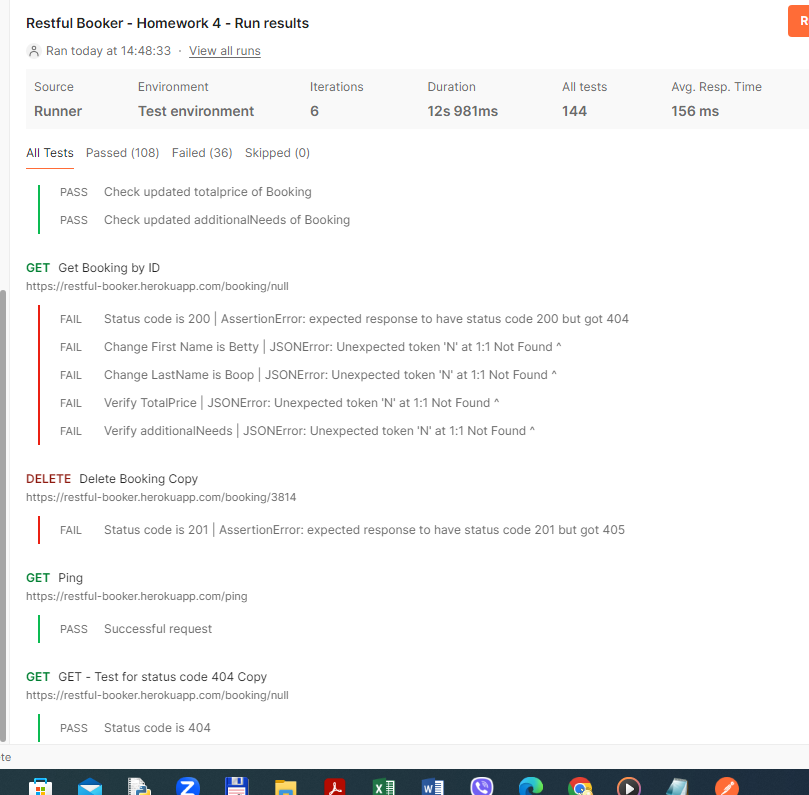 Restful Booker - Homework 4 - Run results
R
Ran today at 14:48:33 · View all runs
Source Environment Iterations Duration All tests Avg. Resp. Time
Runner Test environment 6 12s 981ms 144 156 ms
All Tests Passed (108) Failed (36) Skipped (0)
PASS Check updated totalprice of Booking
PASS Check updated additionalNeeds of Booking
GET Get Booking by ID
https://restful-booker.herokuapp.com/booking/null
FAIL Status code is 200 | AssertionError: expected response to have status code 200 but got 404
FAIL Change First Name is Betty | JSONError: Unexpected token 'N' at 1:1 Not Found ^
FAIL Change LastName is Boop | JSONError: Unexpected token 'N' at 1:1 Not Found ^
FAIL Verify TotalPrice | JSONError: Unexpected token 'N' at 1:1 Not Found ^
FAIL Verify additionalNeeds | JSONError: Unexpected token 'N' at 1:1 Not Found ^
DELETE Delete Booking Copy
https://restful-booker.herokuapp.com/booking/3814
FAIL Status code is 201 | AssertionError: expected response to have status code 201 but got 405
GET Ping
https://restful-booker.herokuapp.com/ping
PASS Successful request
GET GET - Test for status code 404 Copy
https://restful-booker.herokuapp.com/booking/null
PASS Status code is 404
te